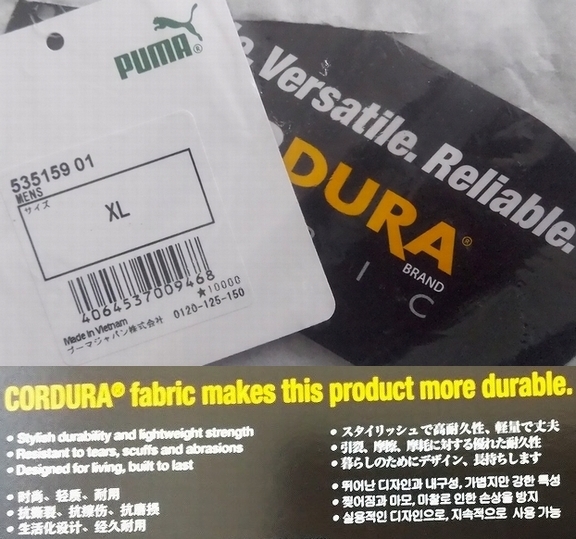 PUMA®
535159 01
MENS
サイズ
XL
4064537009468
★10000
Made in Vietnam
プーマジャパン株式会社 0120-125-150
Versatile. Reliable.
DURA®
BRAND
I C
CORDURA® fabric makes this product more durable.
• Stylish durability and lightweight strength
• Resistant to tears, scuffs and abrasions
• Designed for living, built to last
• 时尚、轻质、耐用
• 抗撕裂、抗擦伤、抗磨损
• 生活化设计、经久耐用
• スタイリッシュで高耐久性、軽量で丈夫
• 引裂、摩擦、摩耗に対する優れた耐久性
• 暮らしのためにデザイン、長持ちします
• 뛰어난 디자인과 내구성, 가볍지만 강한 특성
• 찢어짐과 마모, 마찰로 인한 손상을 방지
• 실용적인 디자인으로, 지속적으로 사용 가능